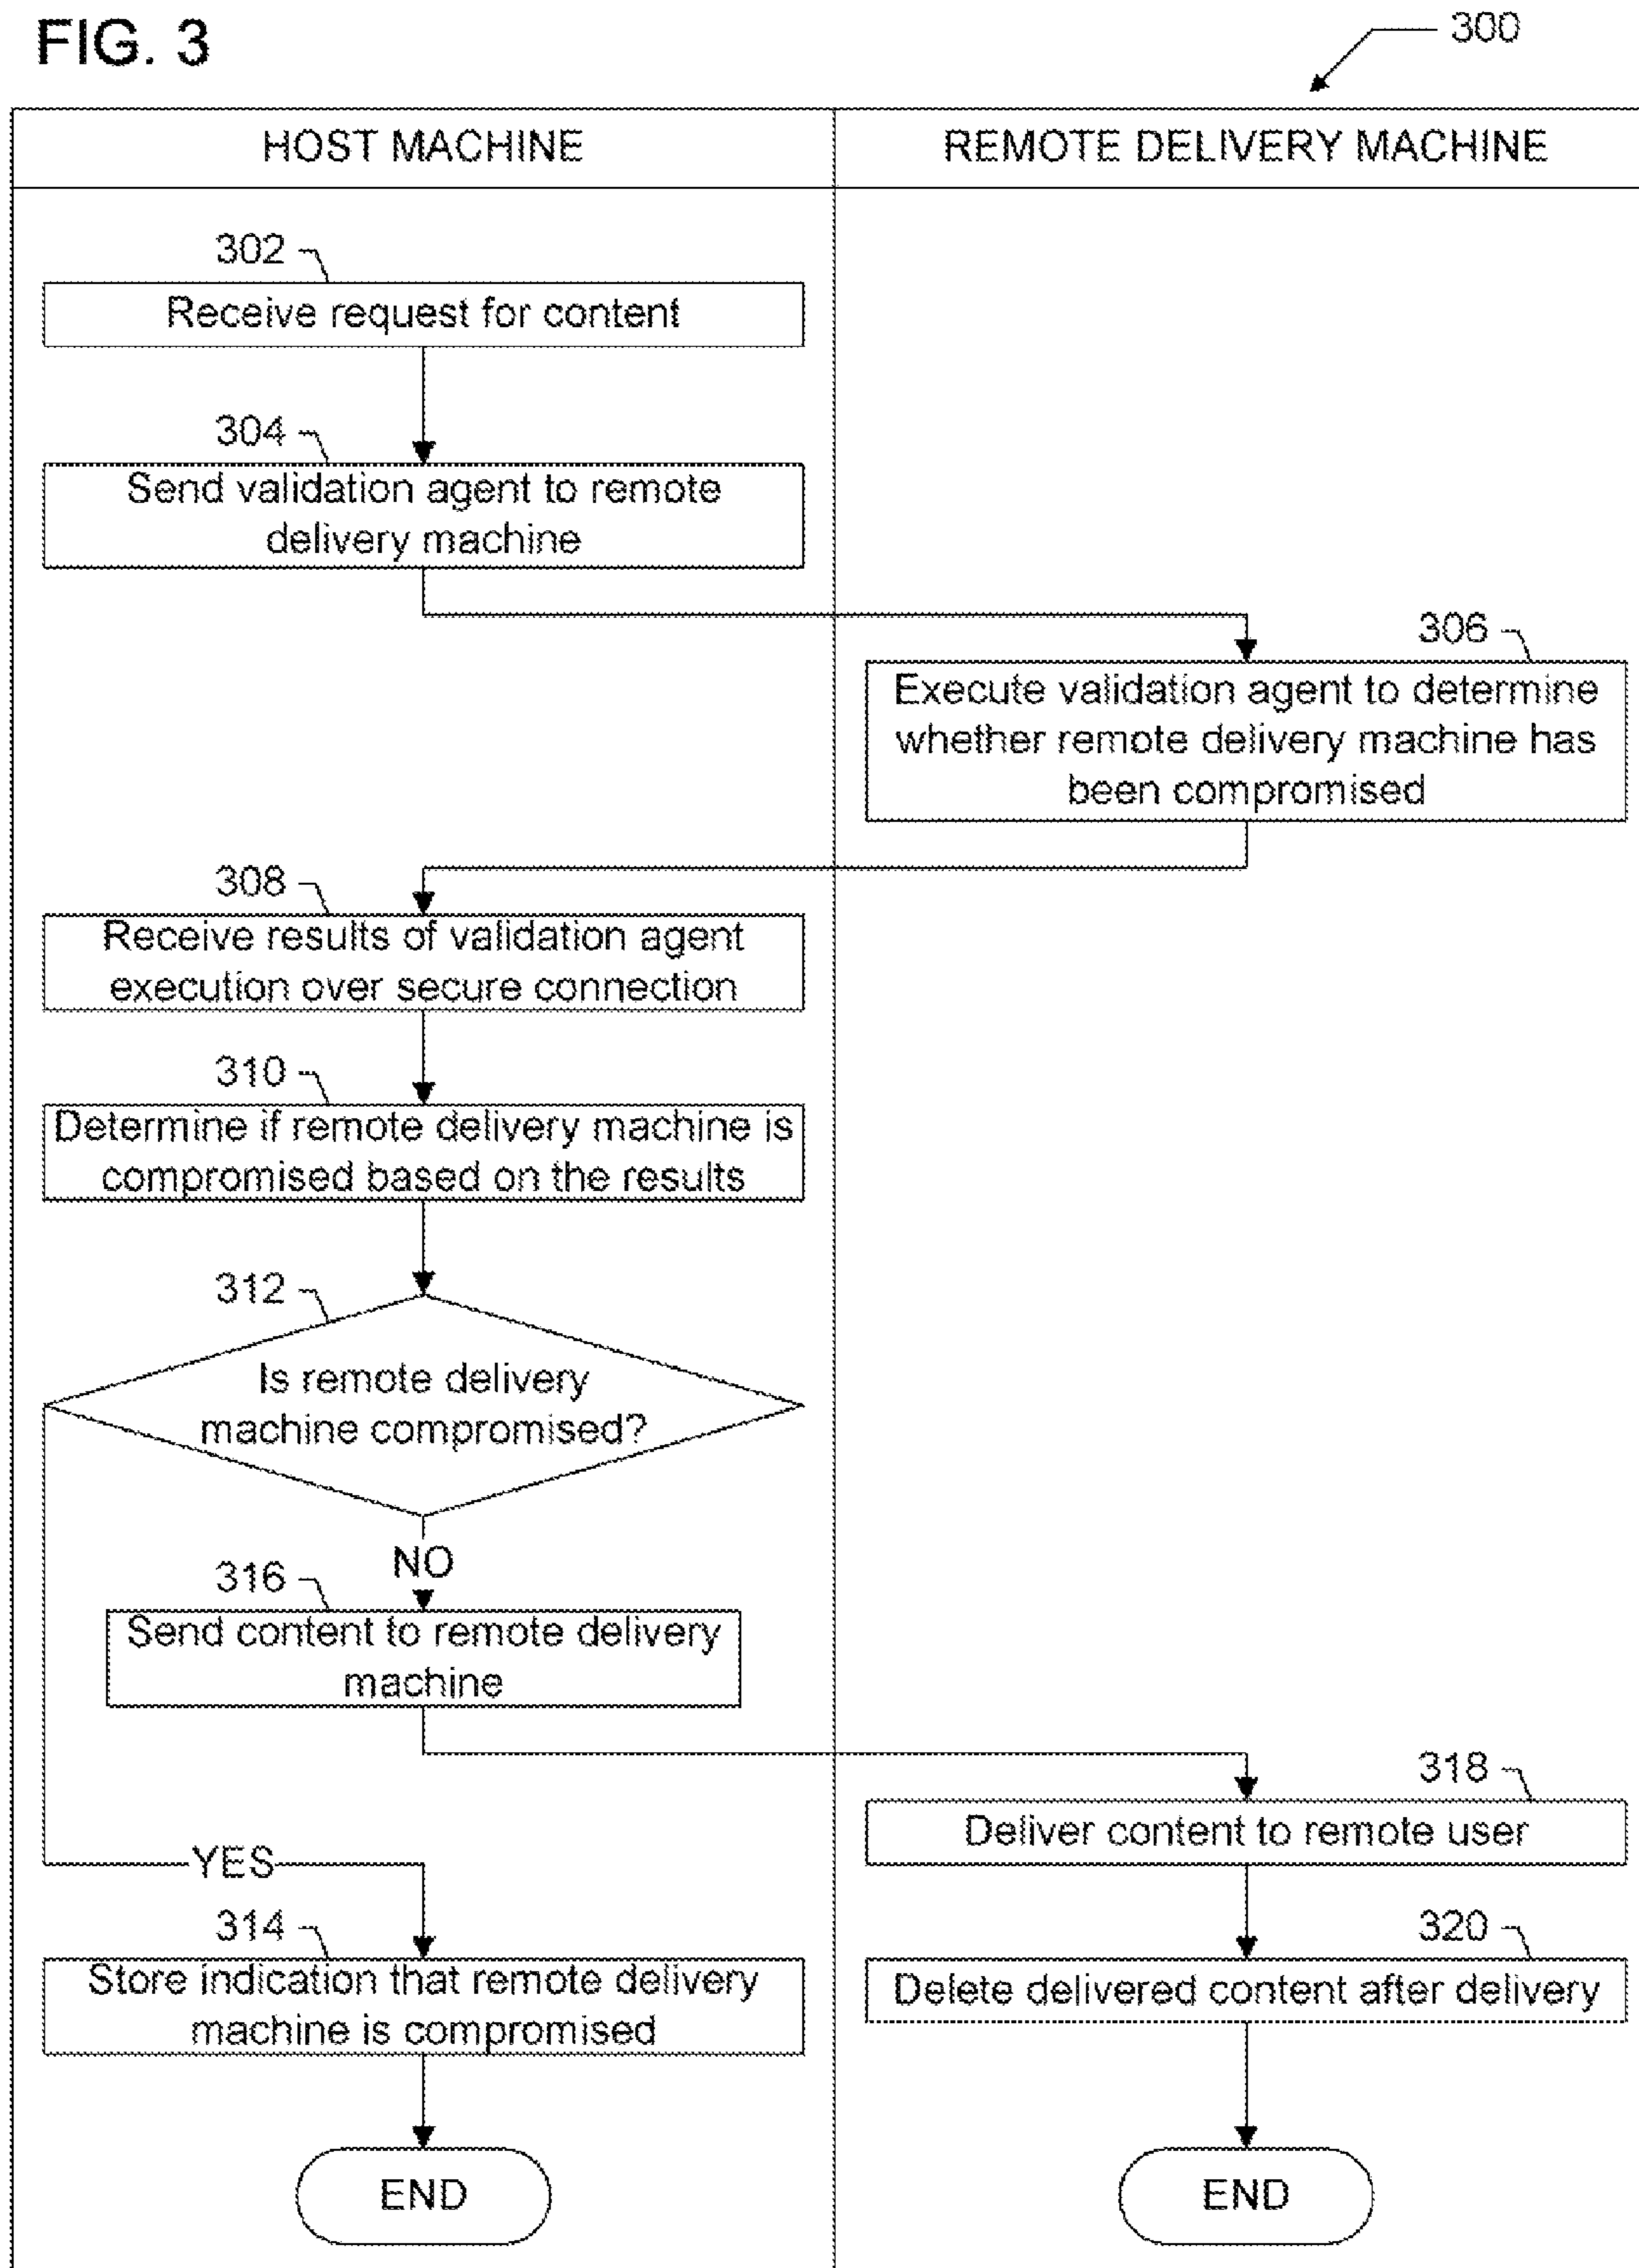 FIG. 3
300
HOST MACHINE
REMOTE DELIVERY MACHINE
302
Receive request for content
304
Send validation agent to remote
delivery machine
306
Execute validation agent to determine
whether remote delivery machine has
been compromised
308
Receive results of validation agent
execution over secure connection
310
Determine if remote delivery machine is
compromised based on the results
312
Is remote delivery
machine compromised?
NO
316
Send content to remote delivery
machine
318
Deliver content to remote user
YES
314
Store indication that remote delivery
machine is compromised
320
Delete delivered content after delivery
END
END